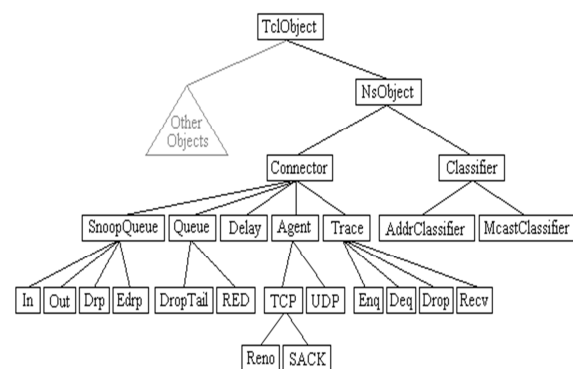 TclObject
NsObject
Other
Objects
Connector
Classifier
SnoopQueue
Queue
Delay
Agent
Trace
AddrClassifier
McastClassifier
In
Out
Drp
Edrp
DropTail
RED
TCP
UDP
Enq
Deq
Drop
Recv
Reno
SACK